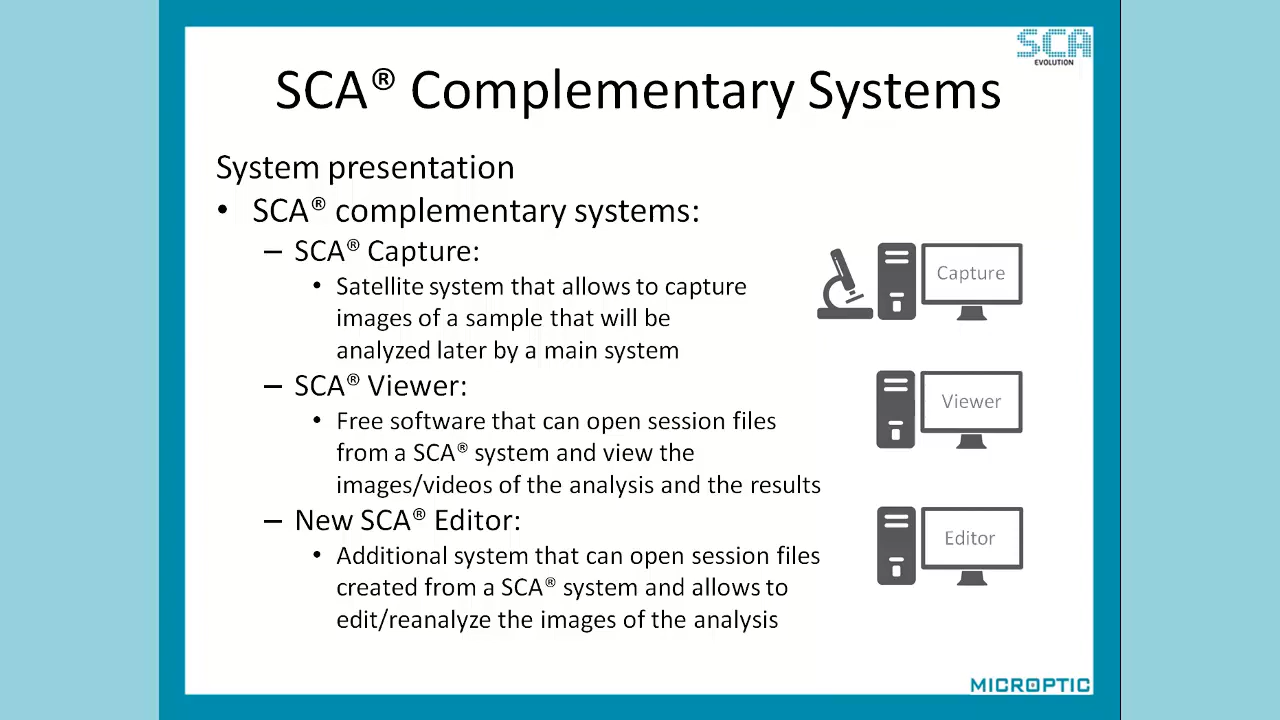 SCA
EVOLUTION
SCA® Complementary Systems
System presentation
• SCA® complementary systems:
– SCA® Capture:
• Satellite system that allows to capture
images of a sample that will be
analyzed later by a main system
Capture
– SCA® Viewer:
• Free software that can open session files
from a SCA® system and view the
images/videos of the analysis and the results
Viewer
– New SCA® Editor:
• Additional system that can open session files
created from a SCA® system and allows to
edit/reanalyze the images of the analysis
Editor
MICROPTIC